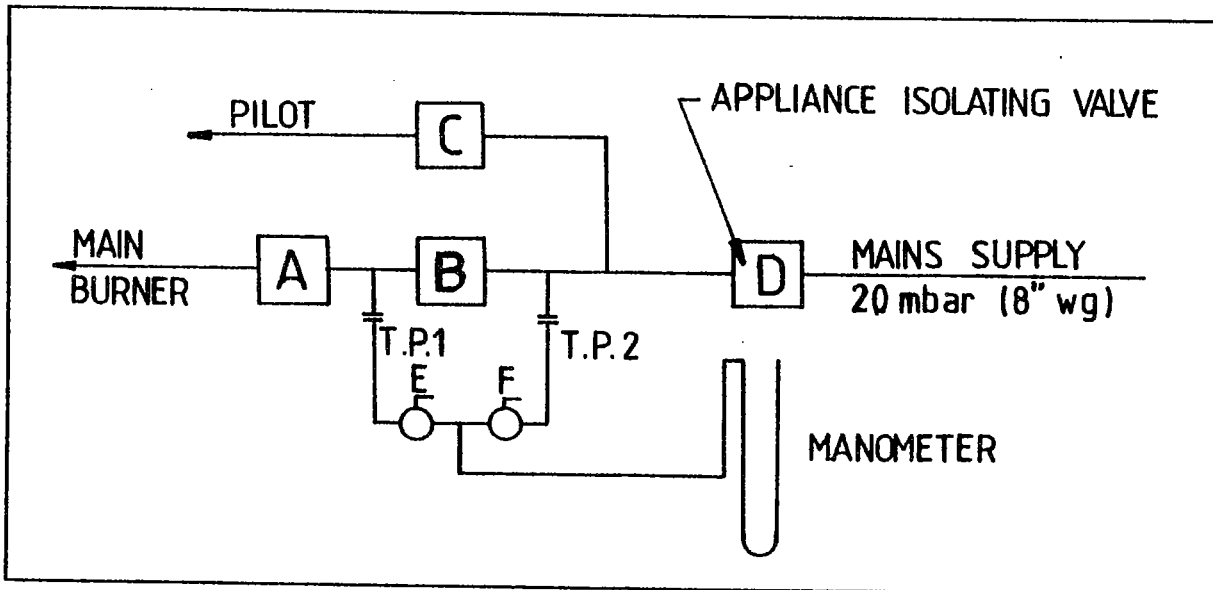 APPLIANCE ISOLATING VALVE
PILOT
C
MAIN
BURNER
A
B
D
MAINS SUPPLY
20 mbar (8" wg)
T.P.1
T.P.2
E
F
MANOMETER